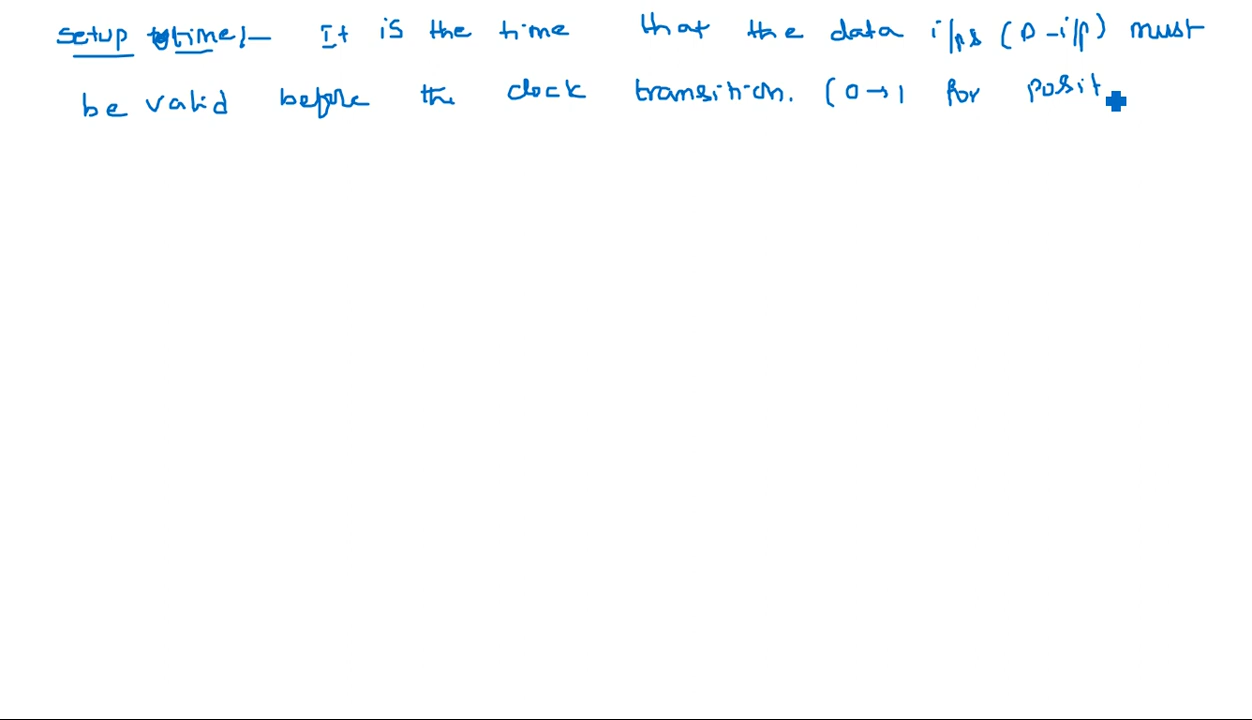 setup time:- It is the time that the data i/ps (D-i/p) must
be valid before the clock transition. (0→1 for posit